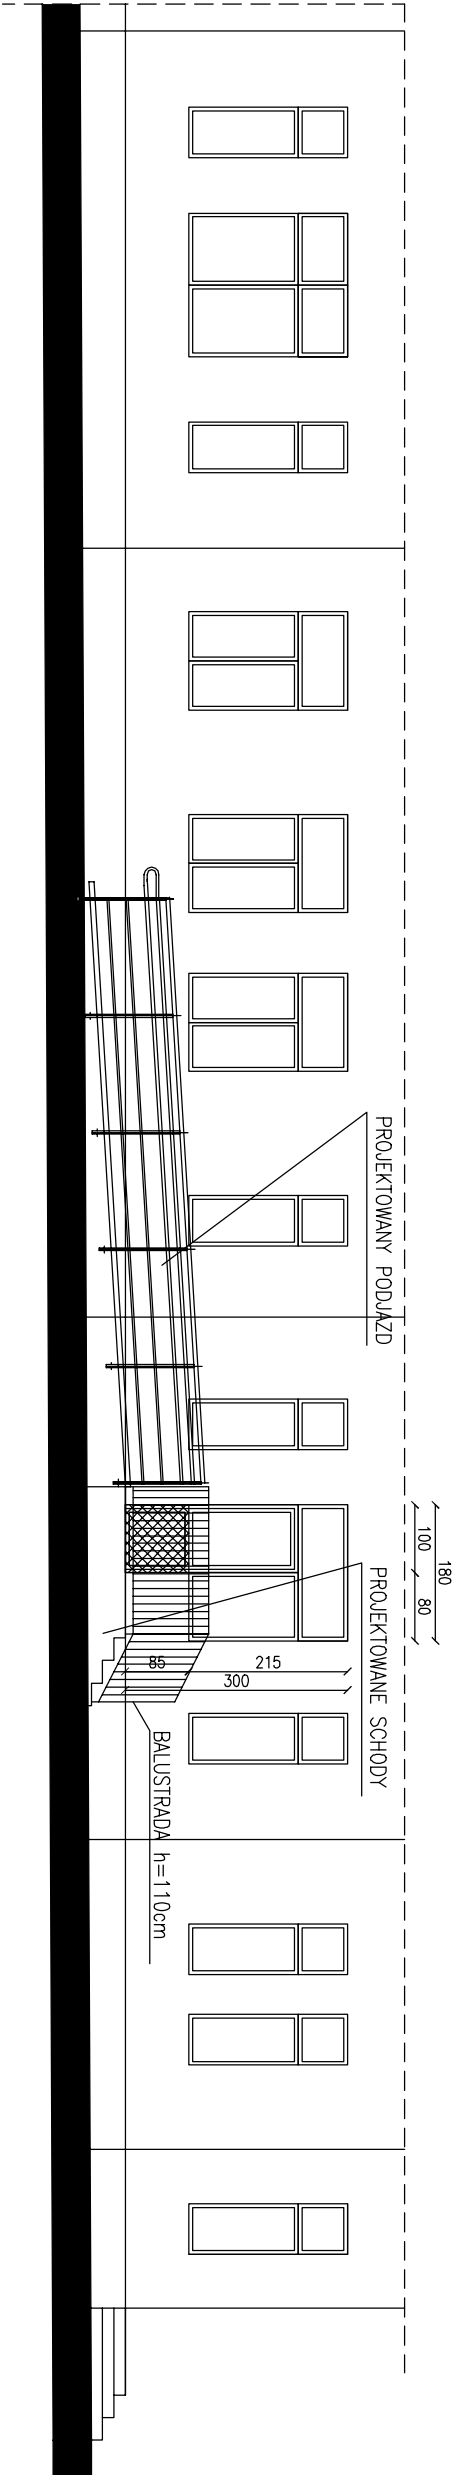 180
100 80
PROJEKTOWANY PODJAZD
PROJEKTOWANE SCHODY
215
85
300
BALUSTRADA h=110cm